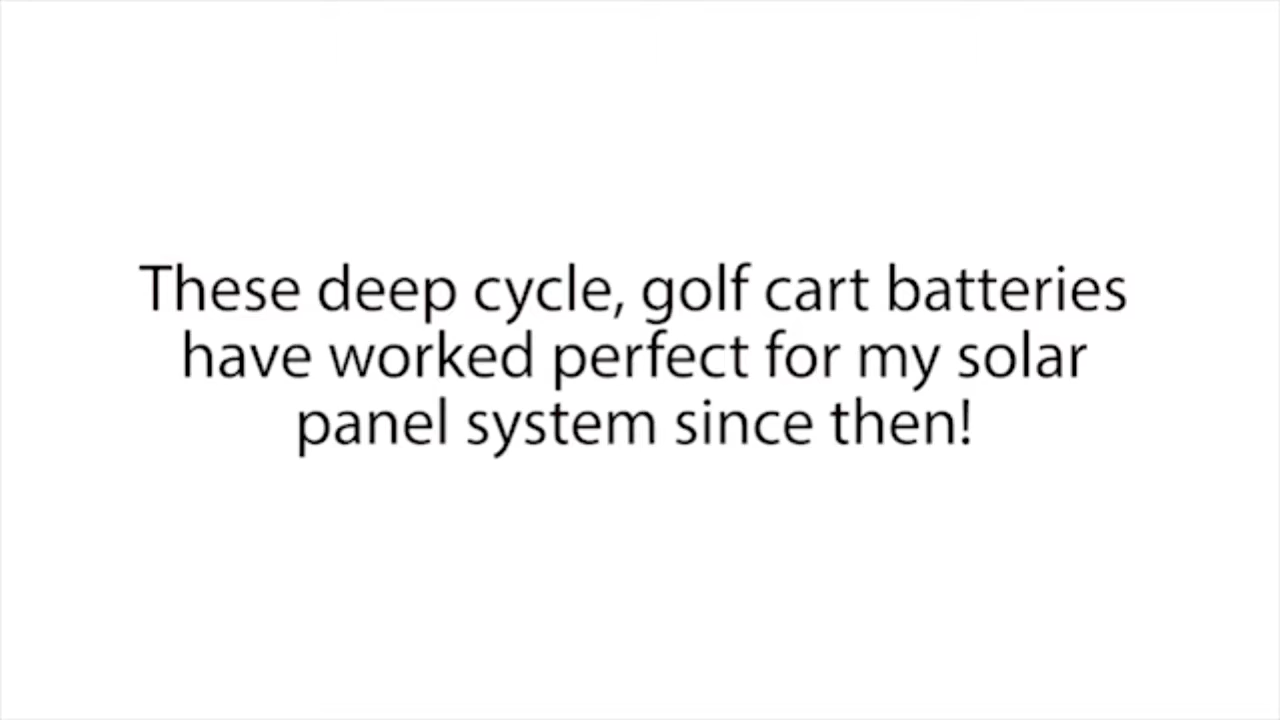 These deep cycle, golf cart batteries
have worked perfect for my solar
panel system since then!